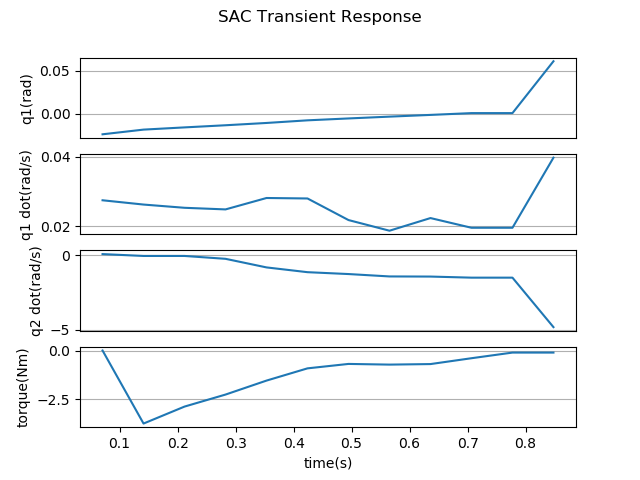 SAC Transient Response
q1(rad)
0.05
0.00
q1 dot(rad/s)
0.04
0.02
q2 dot(rad/s)
0
−5
torque(Nm)
0.0
−2.5
0.1 0.2 0.3 0.4 0.5 0.6 0.7 0.8
time(s)